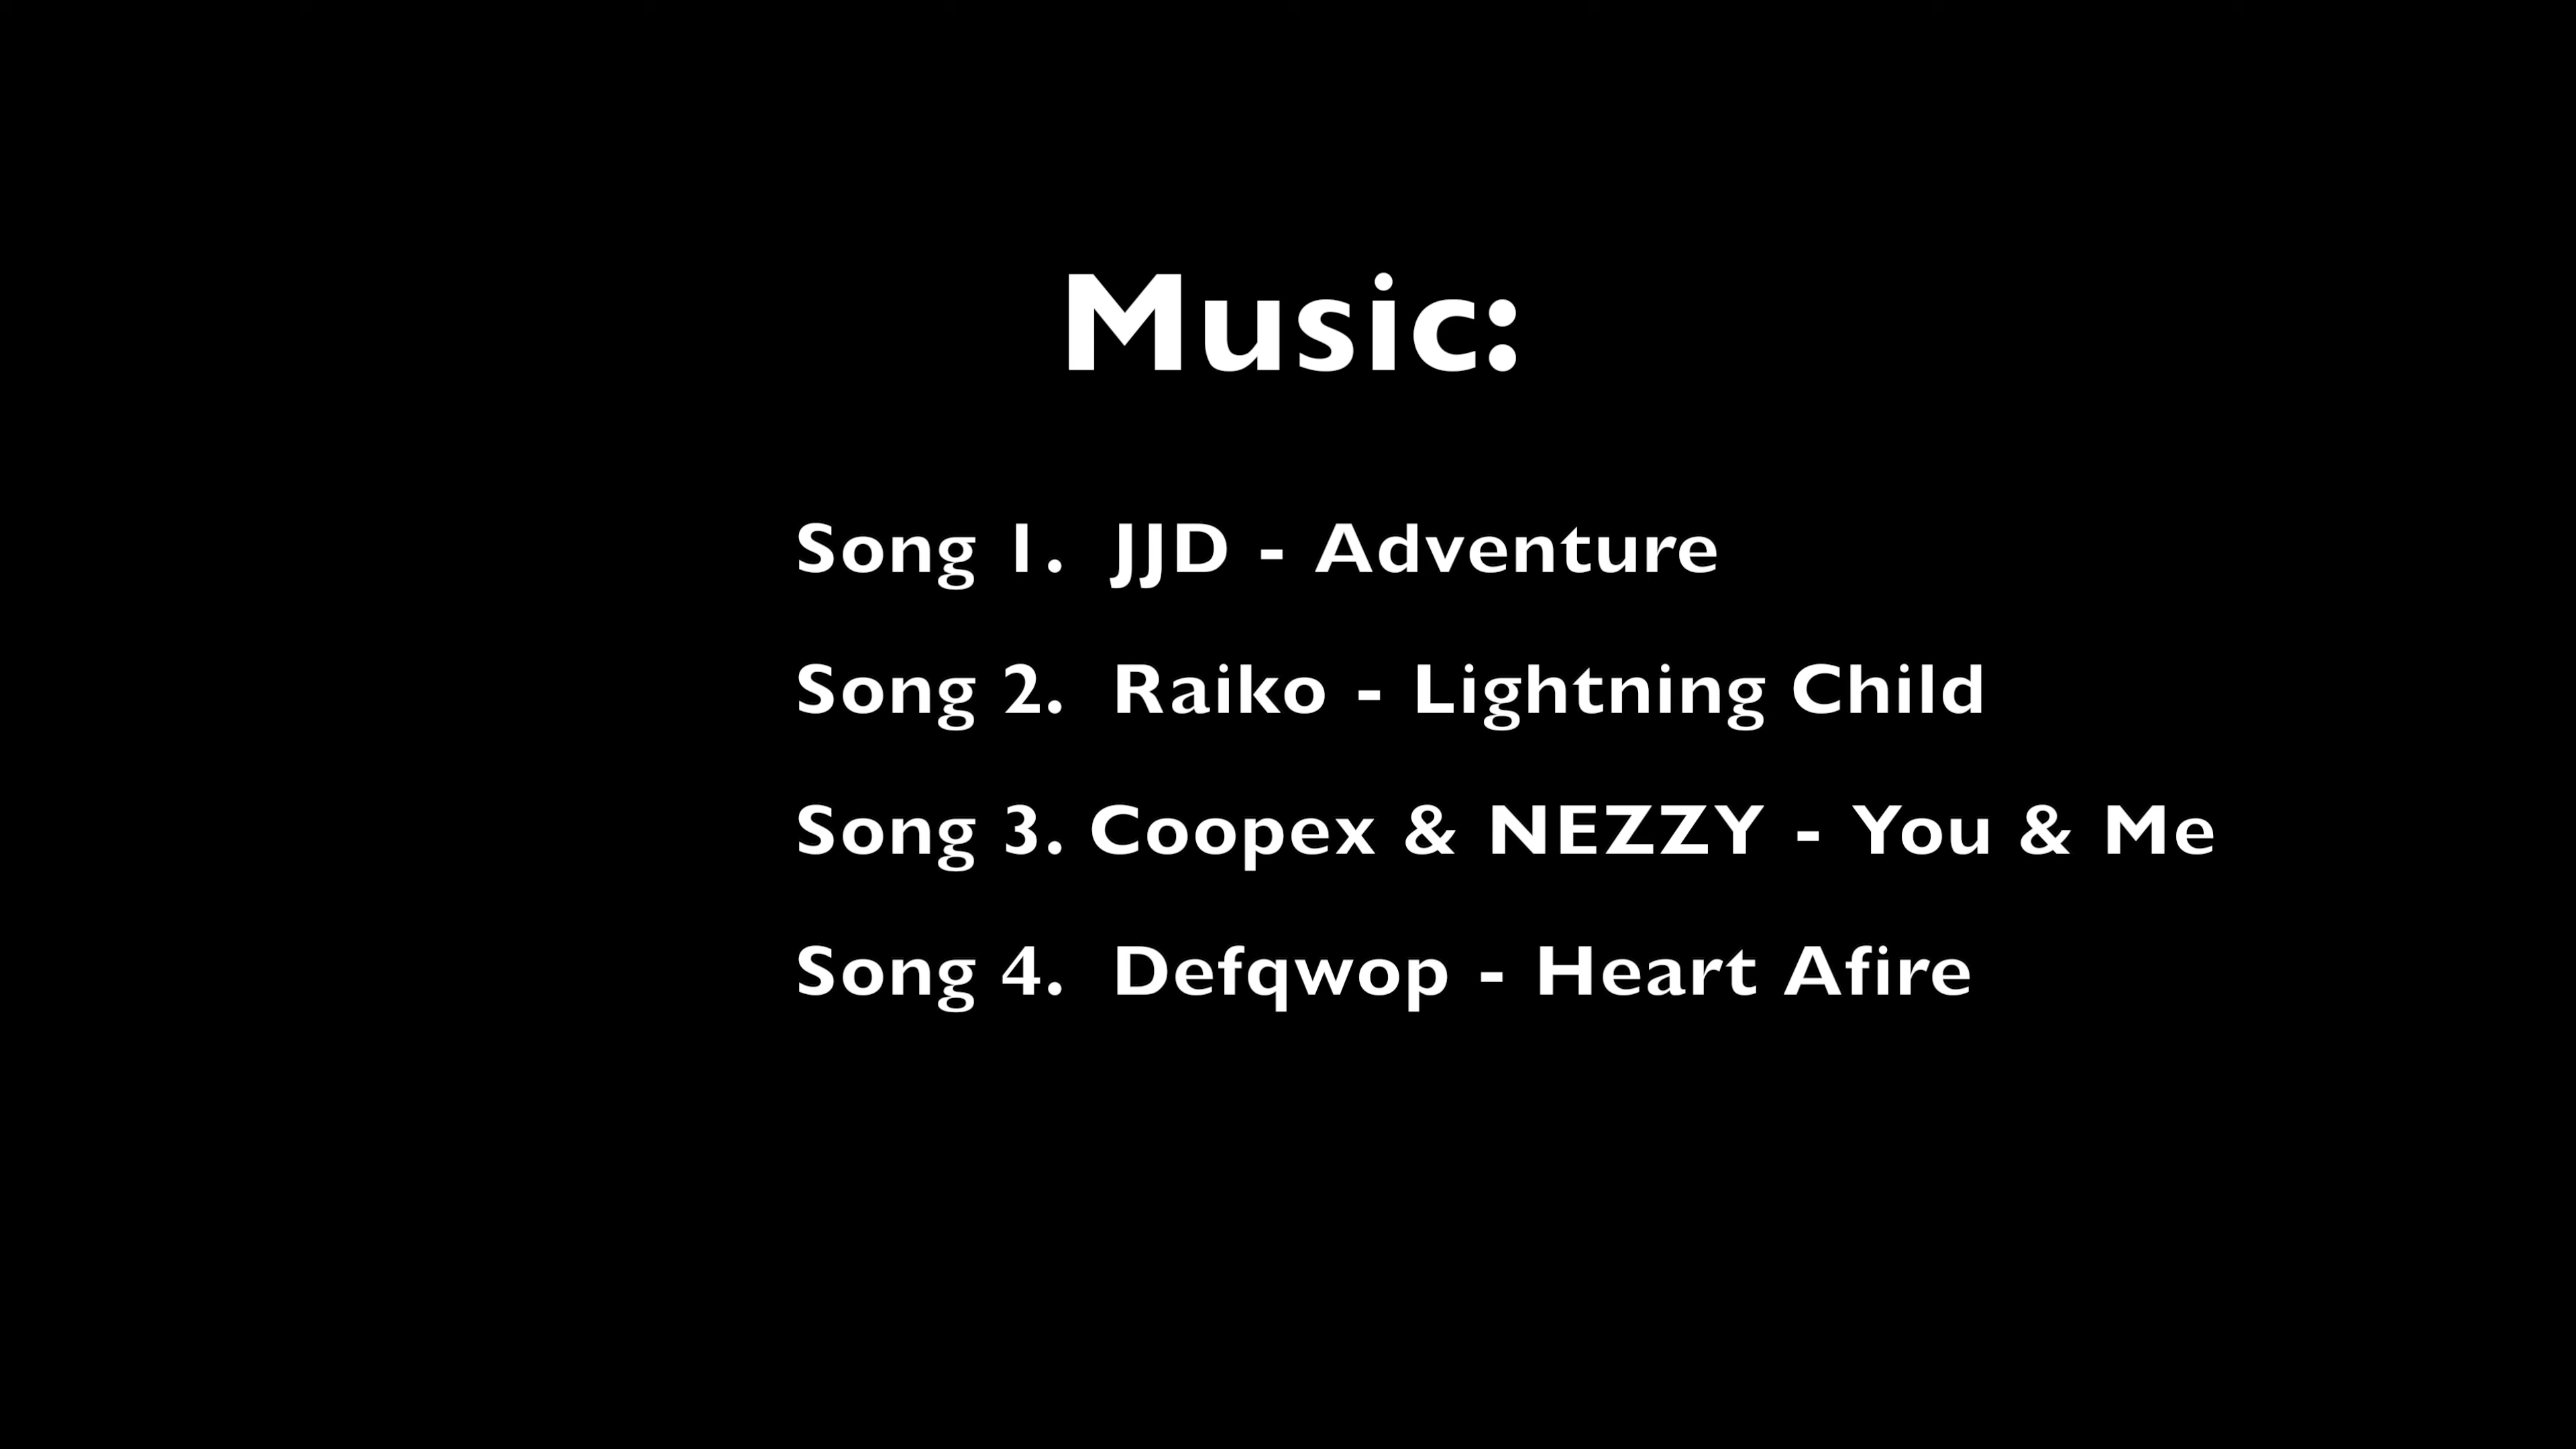 Music:
Song 1.  JJD - Adventure
Song 2.  Raiko - Lightning Child
Song 3. Coopex & NEZZY - You & Me
Song 4.  Defqwop - Heart Afire